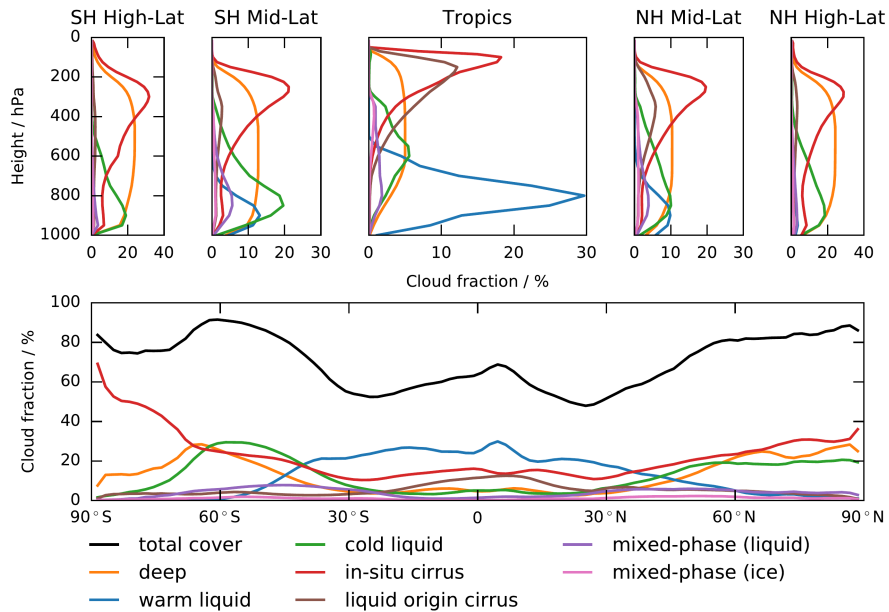 SH High-Lat SH Mid-Lat Tropics NH Mid-Lat NH High-Lat
0
200
400
600
800
1000
Height / hPa
0 20 40 0 10 20 30 0 10 20 30 0 10 20 30 0 20 40
Cloud fraction / %
100
80
60
40
20
0
Cloud fraction / %
90°S 60°S 30°S 0 30°N 60°N 90°N
total cover cold liquid mixed-phase (liquid)
deep in-situ cirrus mixed-phase (ice)
warm liquid liquid origin cirrus